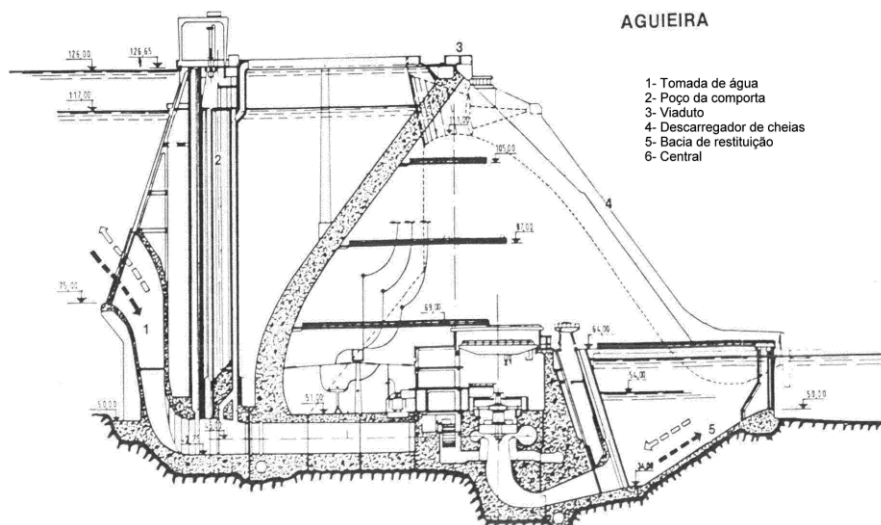 AGUIEIRA
1- Tomada de água
2- Poço da comporta
3- Viaduto
4- Descarregador de cheias
5- Bacia de restituição
6- Central
3
126,00
126,65
117,00
2
105,00
4
87,00
75,00
1
69,00
64,00
54,00
51,00
50,00
5